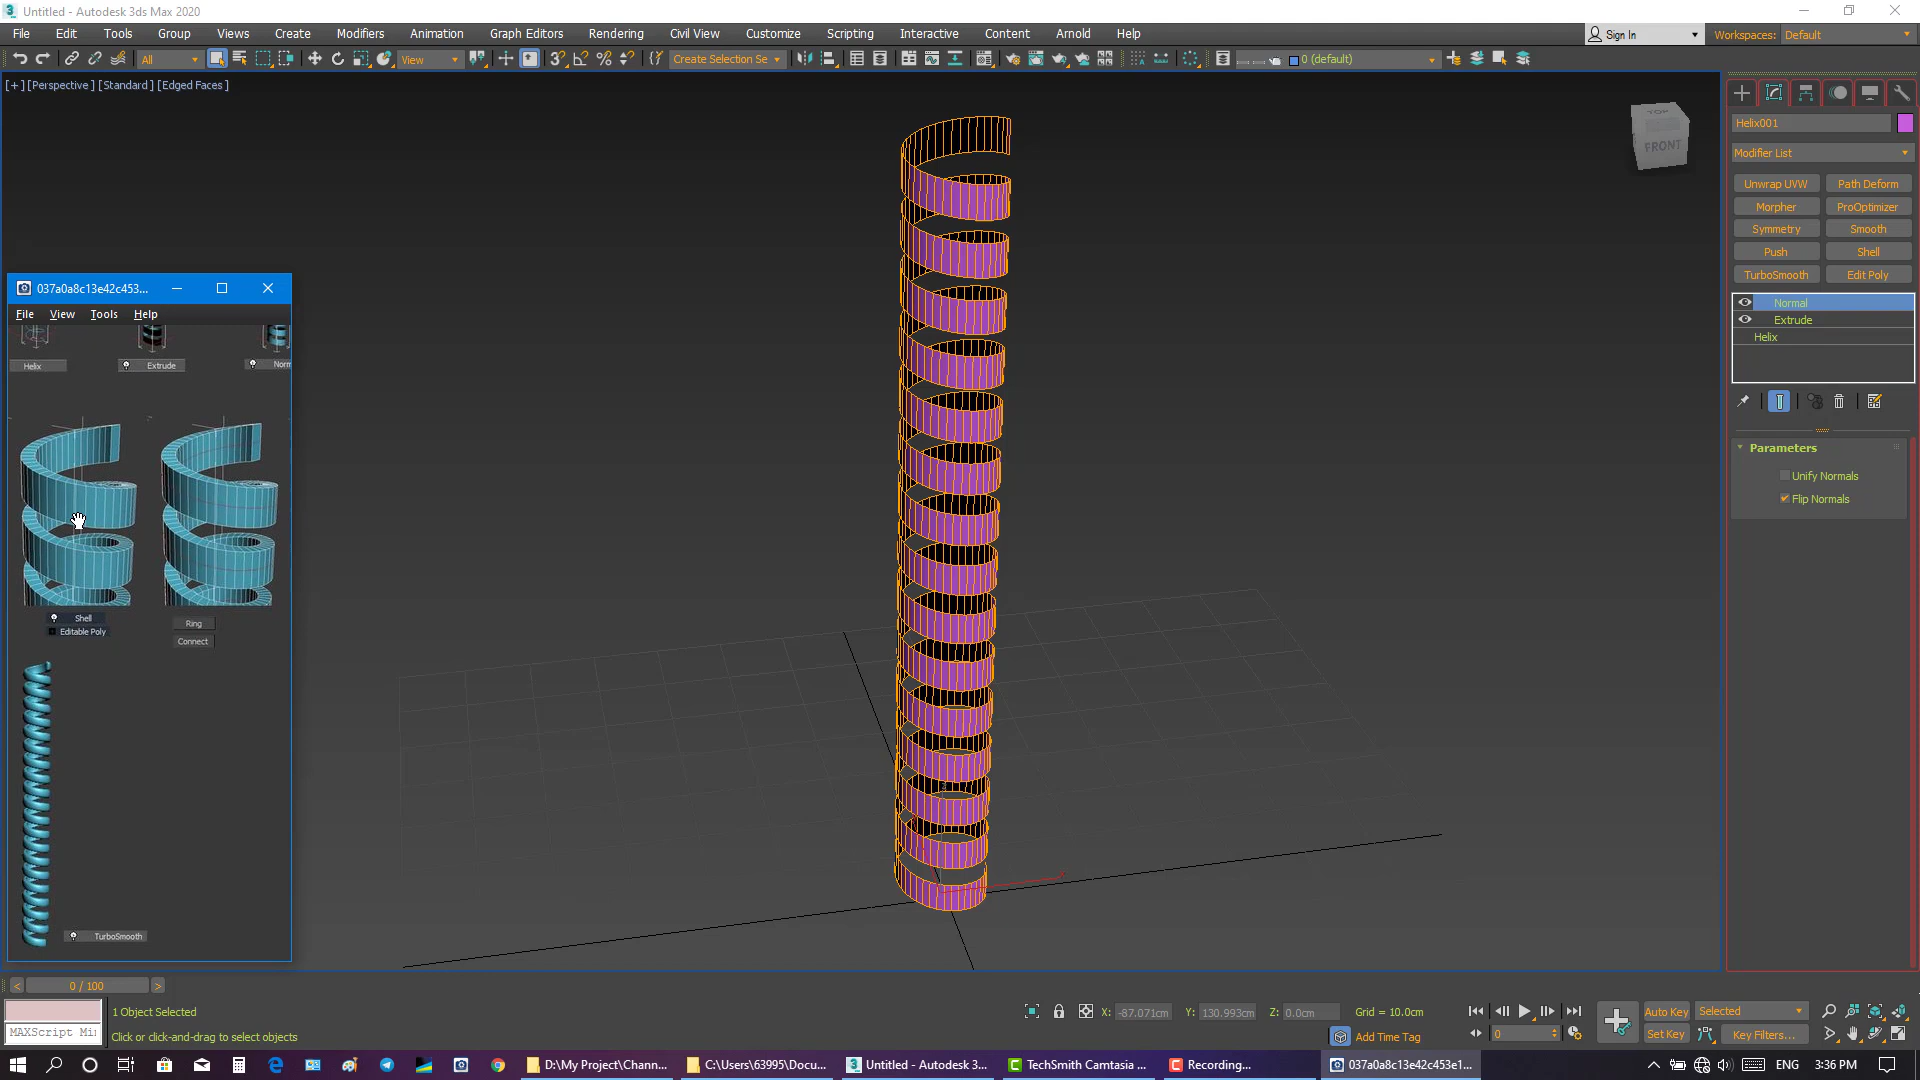 Untitled - Autodesk 3ds Max 2020
File Edit Tools Group Views Create Modifiers Animation Graph Editors Rendering Civil View Customize Scripting Interactive Content Arnold Help
Sign In
Workspaces: Default
All
View
Create Selection Se
0 (default)
[+] [Perspective] [Standard] [Edged Faces]
TOP
FRONT
Helix001
Modifier List
Unwrap UVW Path Deform
Morpher ProOptimizer
Symmetry Smooth
Push Shell
TurboSmooth Edit Poly
Normal
Extrude
Helix
Parameters
Unify Normals
Flip Normals
037a0a8c13e42c453...
File View Tools Help
Helix Extrude Norm
Shell
Editable Poly
Ring
Connect
TurboSmooth
0 / 100
1 Object Selected
MAXScript Mi
Click or click-and-drag to select objects
X: -87.071cm Y: 130.993cm Z: 0.0cm Grid = 10.0cm
Add Time Tag
0
Auto Key Selected
Set Key Key Filters...
D:\My Project\Chann...
C:\Users\63995\Docu...
Untitled - Autodesk 3...
TechSmith Camtasia ...
Recording...
037a0a8c13e42c453e1...
ENG 3:36 PM